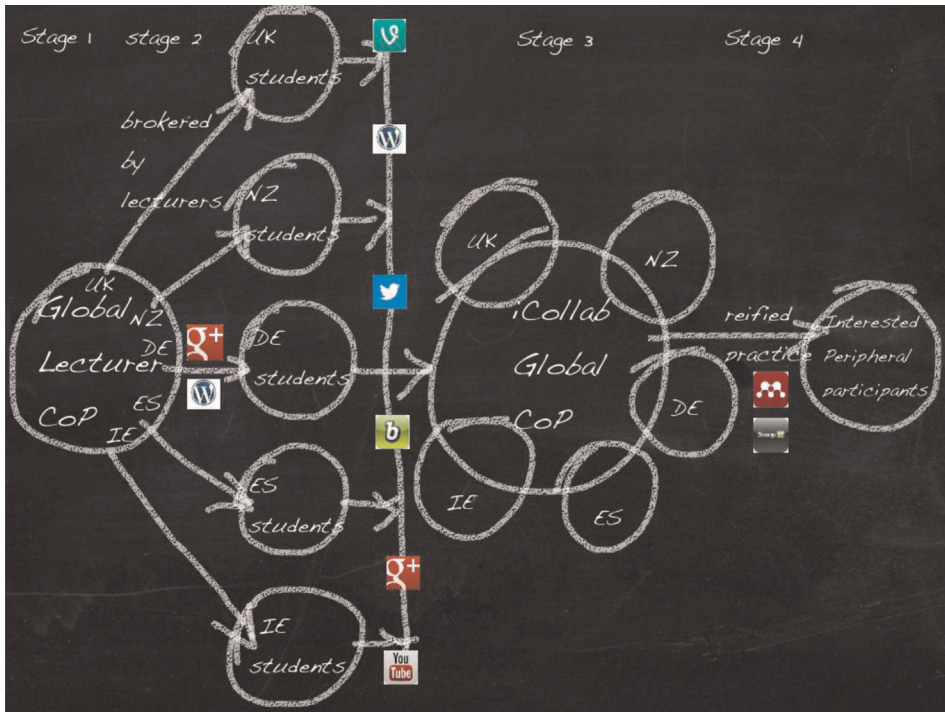 Stage 1
stage 2
Stage 3
Stage 4
UK
students
brokered
by
lecturers
NZ
students
UK
Global NZ
DE
Lecturer
ES
CoP
IE
g+
W
DE
students
ES
students
IE
students
W
b
g+
You
Tube
UK
NZ
iCollab
Global
CoP
DE
IE
ES
reified
practice
Scoop.it
Interested
Peripheral
participants